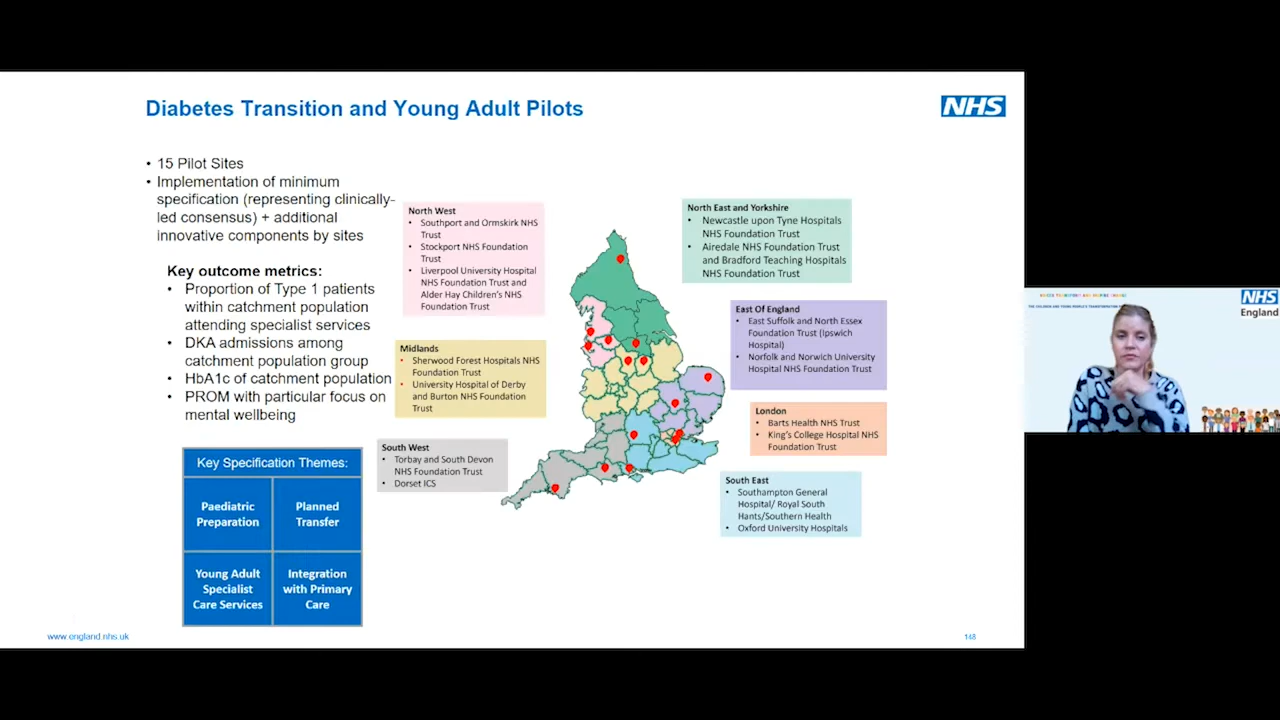 Diabetes Transition and Young Adult Pilots
NHS
• 15 Pilot Sites
• Implementation of minimum
specification (representing clinically-
led consensus) + additional
innovative components by sites
Key outcome metrics:
• Proportion of Type 1 patients
within catchment population
attending specialist services
• DKA admissions among
catchment population group
• HbA1c of catchment population
• PROM with particular focus on
mental wellbeing
Key Specification Themes:
Paediatric
Preparation
Planned
Transfer
Young Adult
Specialist
Care Services
Integration
with Primary
Care
North West
• Southport and Ormskirk NHS
Trust
• Stockport NHS Foundation
Trust
• Liverpool University Hospital
NHS Foundation Trust and
Alder Hay Children's NHS
Foundation Trust
Midlands
• Sherwood Forest Hospitals NHS
Foundation Trust
• University Hospital of Derby
and Burton NHS Foundation
Trust
South West
• Torbay and South Devon
NHS Foundation Trust
• Dorset ICS
North East and Yorkshire
• Newcastle upon Tyne Hospitals
NHS Foundation Trust
• Airedale NHS Foundation Trust
and Bradford Teaching Hospitals
NHS Foundation Trust
East Of England
• East Suffolk and North Essex
Foundation Trust (Ipswich
Hospital)
• Norfolk and Norwich University
Hospital NHS Foundation Trust
London
• Barts Health NHS Trust
• King's College Hospital NHS
Foundation Trust
South East
• Southampton General
Hospital/ Royal South
Hants/Southern Health
• Oxford University Hospitals
www.england.nhs.uk
148
NHS
England